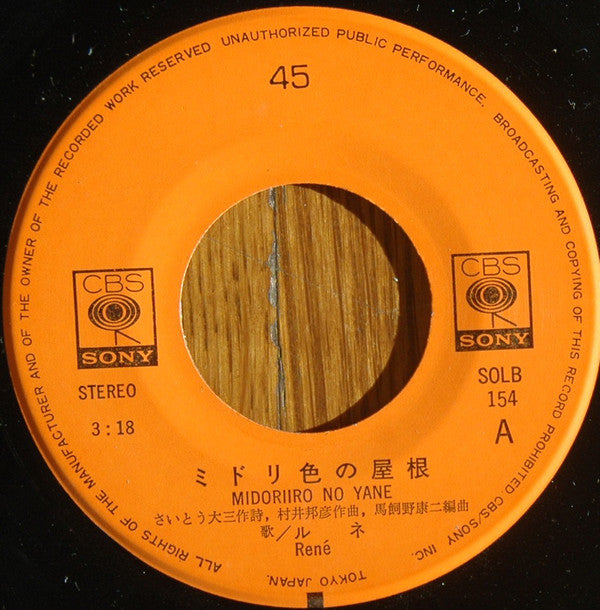 ALL RIGHTS OF THE MANUFACTURER AND OF THE OWNER OF THE RECORDED WORK RESERVED UNAUTHORIZED PUBLIC PERFORMANCE, BROADCASTING AND COPYING OF THIS RECORD PROHIBITED CBS/SONY INC. TOKYO JAPAN.
45
CBS
SONY
STEREO
3:18
CBS
SONY
SOLB
154
A
ミドリ色の屋根
MIDORIIRO NO YANE
さいとう大三作詩, 村井邦彦作曲, 馬飼野康二編曲
歌／ル ネ
René